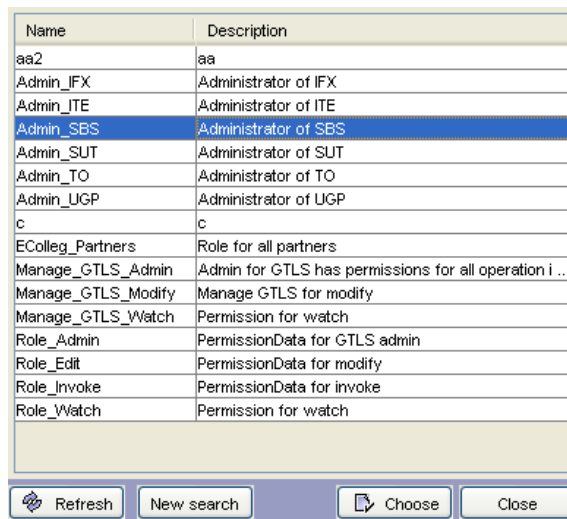 Name Description
aa2 aa
Admin_IFX Administrator of IFX
Admin_ITE Administrator of ITE
Admin_SBS Administrator of SBS
Admin_SUT Administrator of SUT
Admin_TO Administrator of TO
Admin_UGP Administrator of UGP
c c
EColleg_Partners Role for all partners
Manage_GTLS_Admin Admin for GTLS has permissions for all operation i ...
Manage_GTLS_Modify Manage GTLS for modify
Manage_GTLS_Watch Permission for watch
Role_Admin PermissionData for GTLS admin
Role_Edit PermissionData for modify
Role_Invoke PermissionData for invoke
Role_Watch Permission for watch
Refresh New search Choose Close